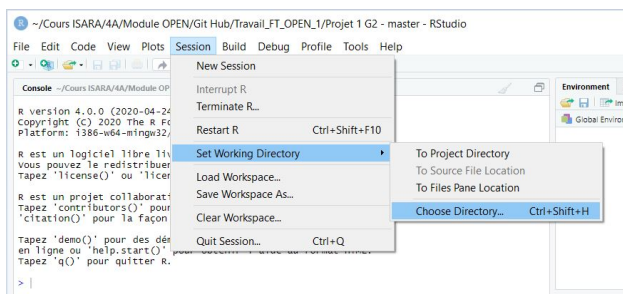 ~/Cours ISARA/4A/Module OPEN/Git Hub/Travail_FT_OPEN_1/Projet 1 G2 - master - RStudio
File Edit Code View Plots Session Build Debug Profile Tools Help
New Session
Interrupt R
Terminate R...
Restart R Ctrl+Shift+F10
Set Working Directory
Load Workspace...
Save Workspace As...
Clear Workspace...
Quit Session... Ctrl+Q
To Project Directory
To Source File Location
To Files Pane Location
Choose Directory... Ctrl+Shift+H
Console ~/Cours ISARA/4A/Module OP
R version 4.0.0 (2020-04-24
Copyright (C) 2020 The R Fo
Platform: i386-w64-mingw32/
R est un logiciel libre liv
Vous pouvez le redistribuer
Tapez 'license()' ou 'licen
R est un projet collaborati
Tapez 'contributors()' pour
'citation()' pour la façon
Tapez 'demo()' pour des dém
en ligne ou 'help.start()'
Tapez 'q()' pour quitter R.
> |
Environment
Im
Global Enviro